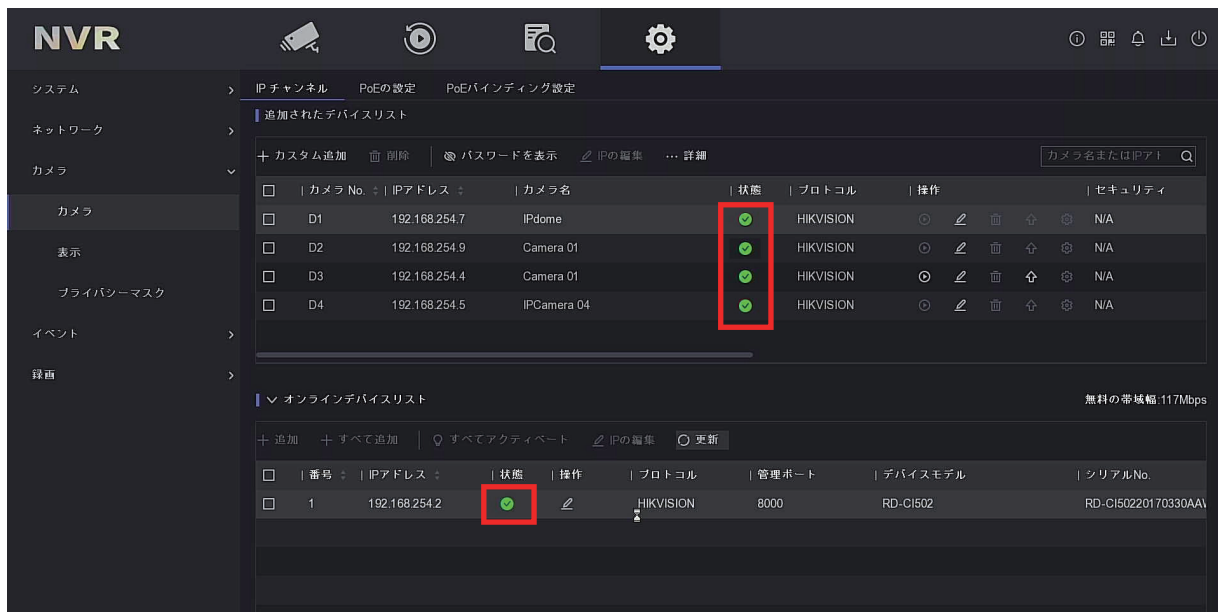 NVR
システム
ネットワーク
カメラ
カメラ
表示
プライバシーマスク
イベント
録画
IPチャンネル PoEの設定 PoEバインディング設定
追加されたデバイスリスト
+ カスタム追加 削除 パスワードを表示 IPの編集 ... 詳細 カメラ名またはIPアト
カメラ No. IPアドレス カメラ名 状態 プロトコル 操作 セキュリティ
D1 192.168.254.7 IPdome HIKVISION N/A
D2 192.168.254.9 Camera 01 HIKVISION N/A
D3 192.168.254.4 Camera 01 HIKVISION N/A
D4 192.168.254.5 IPCamera 04 HIKVISION N/A
オンラインデバイスリスト 無料の帯域幅:117Mbps
+ 追加 + すべて追加 すべてアクティベート IPの編集 更新
番号 IPアドレス 状態 操作 プロトコル 管理ポート デバイスモデル シリアルNo.
1 192.168.254.2 HIKVISION 8000 RD-CI502 RD-CI50220170330AA